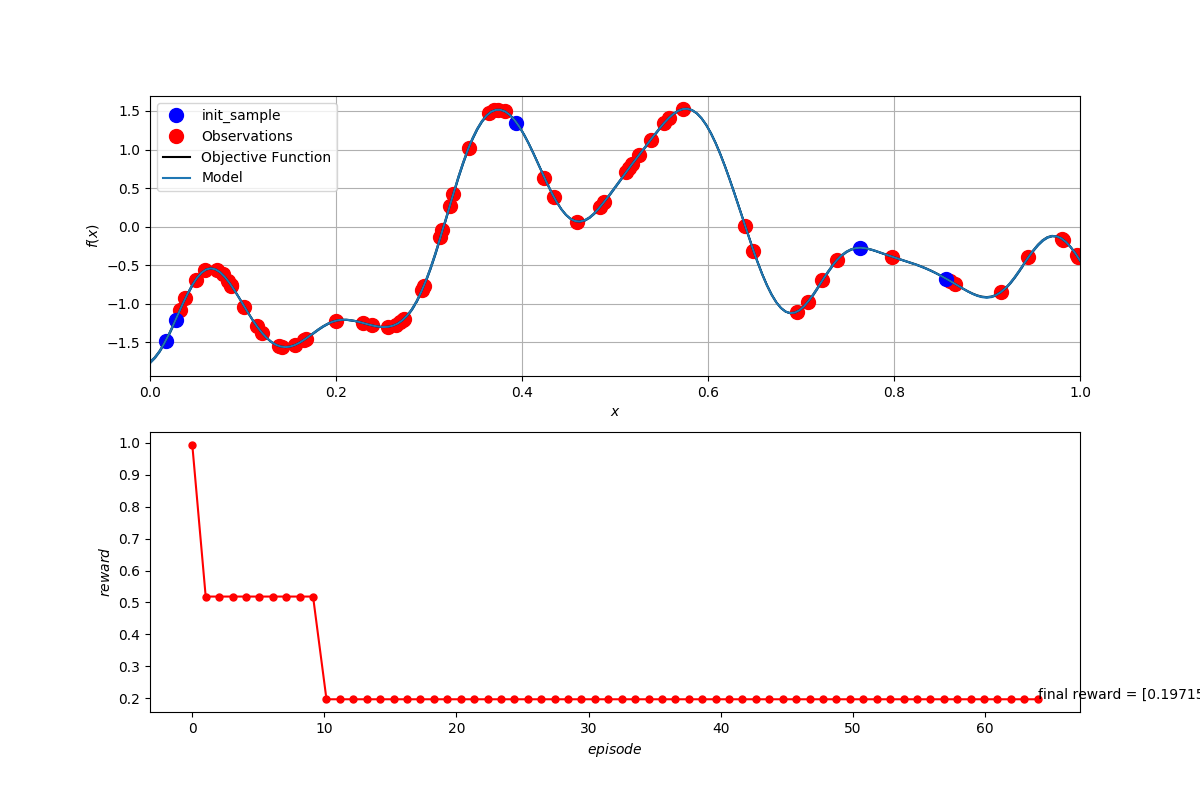 1.5
1.0
0.5
0.0
−0.5
−1.0
−1.5
f(x)
init_sample
Observations
Objective Function
Model
0.0 0.2 0.4 0.6 0.8 1.0
x
1.0
0.9
0.8
0.7
0.6
0.5
0.4
0.3
0.2
reward
final reward = [0.19715
0 10 20 30 40 50 60
episode